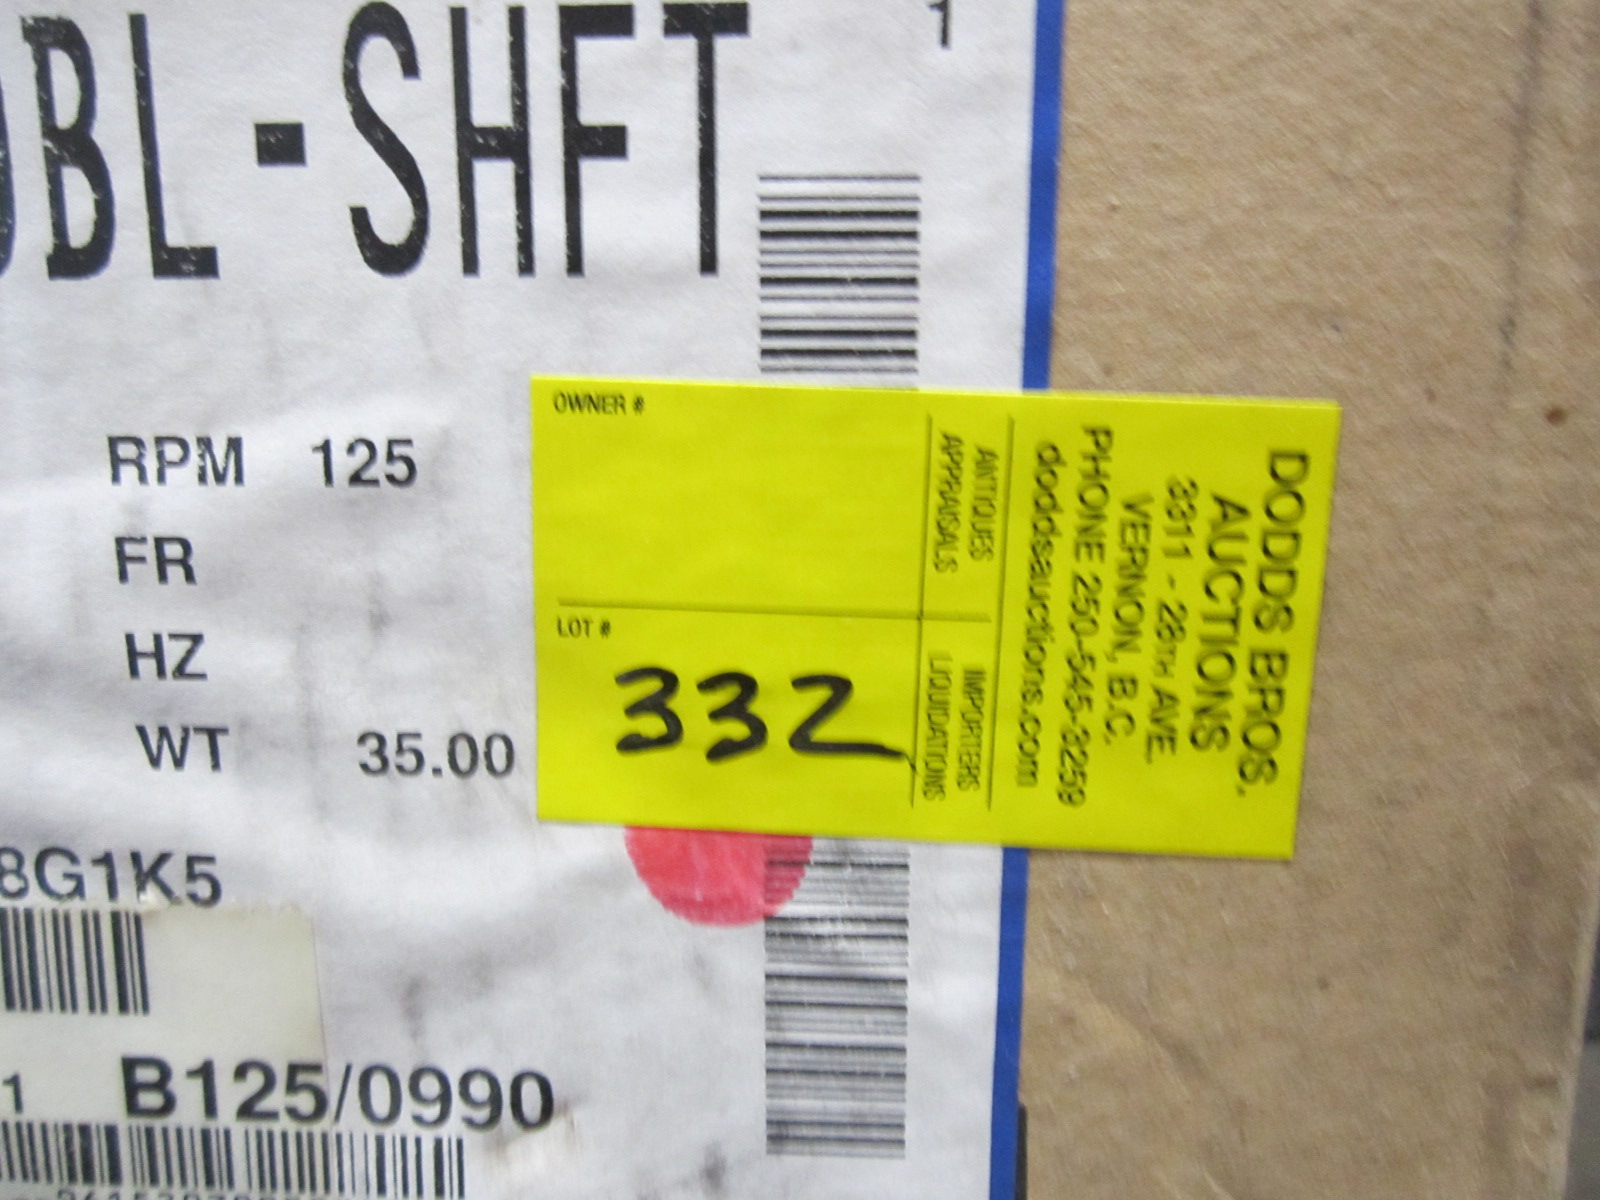 DBL-SHFT
1
RPM 125
FR
HZ
WT 35.00
8G1K5
1 B125/0990
OWNER #
LOT #
332
ANTIQUES
APPRAISALS
IMPORTERS
LIQUIDATIONS
DODDS BROS.
AUCTIONS
3311 - 28TH AVE.
VERNON, B.C.
PHONE 250-545-3259
doddsauctions.com